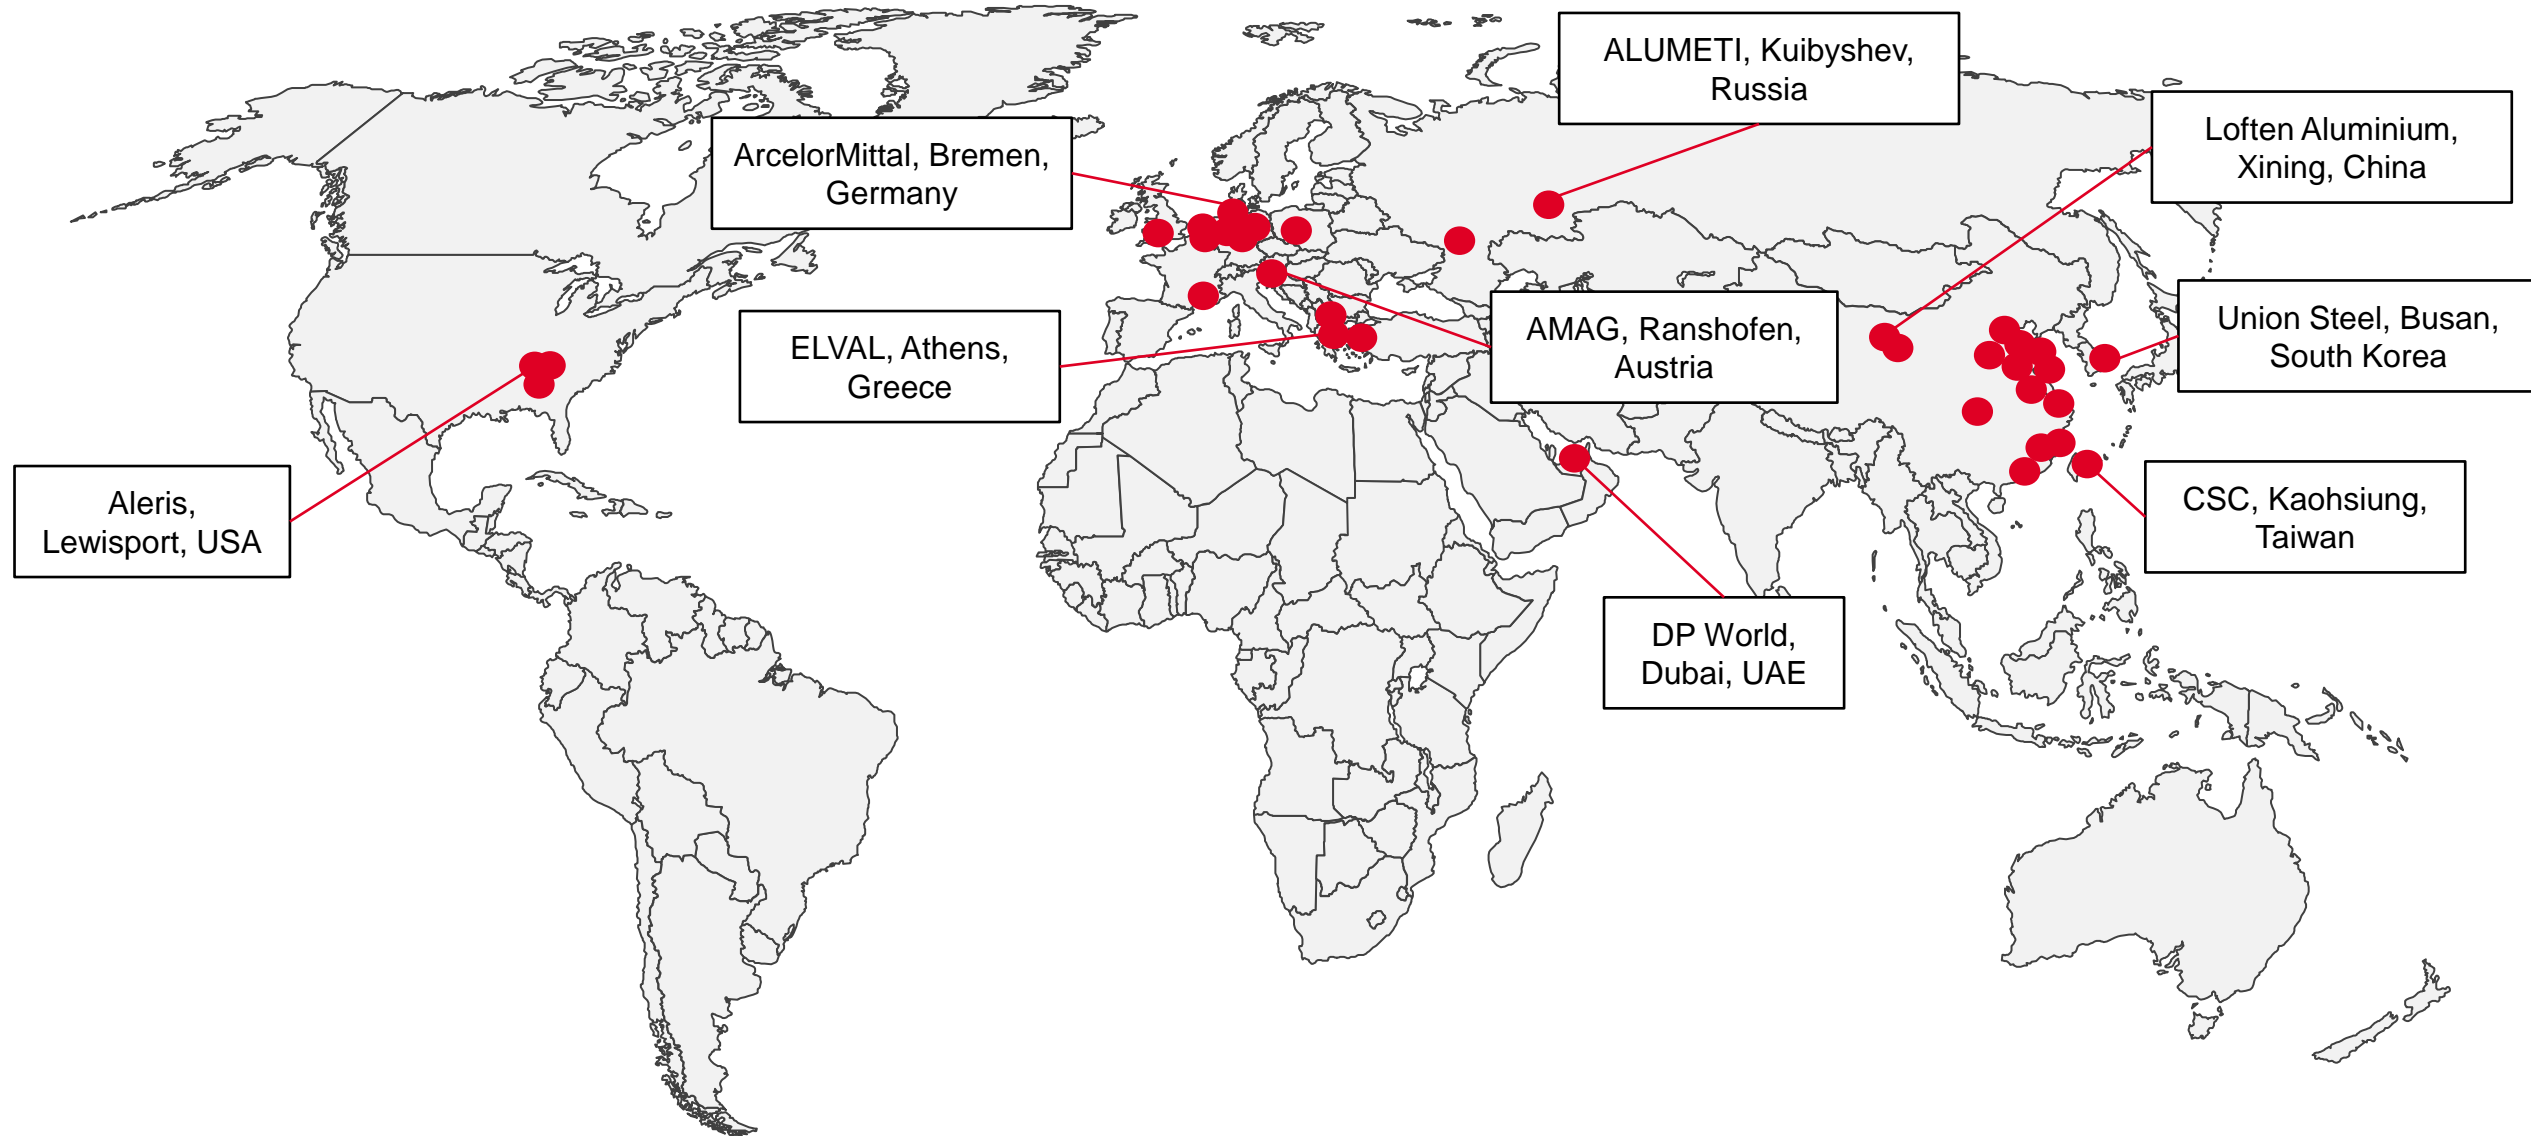 ALUMETI, Kuibyshev,
Russia
Loften Aluminium,
Xining, China
ArcelorMittal, Bremen,
Germany
Union Steel, Busan,
South Korea
AMAG, Ranshofen,
Austria
ELVAL, Athens,
Greece
Aleris,
Lewisport, USA
CSC, Kaohsiung,
Taiwan
DP World,
Dubai, UAE